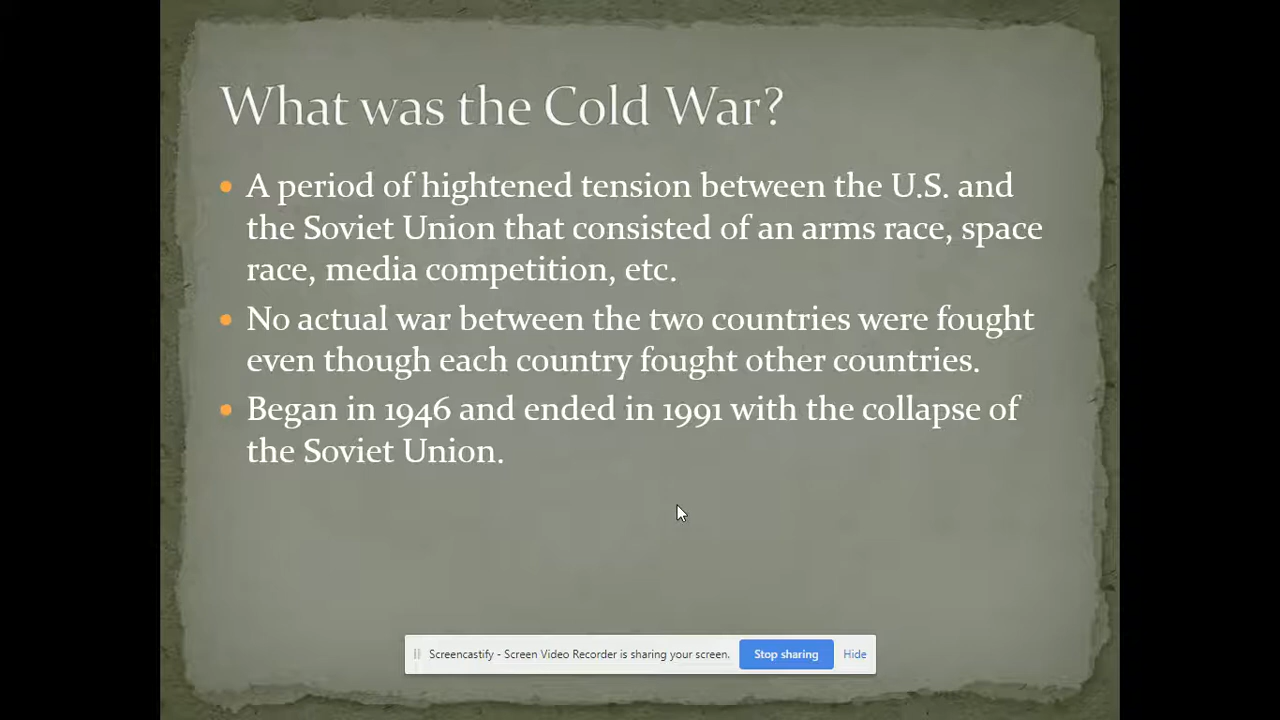 What was the Cold War?
• A period of hightened tension between the U.S. and
the Soviet Union that consisted of an arms race, space
race, media competition, etc.
• No actual war between the two countries were fought
even though each country fought other countries.
• Began in 1946 and ended in 1991 with the collapse of
the Soviet Union.
Screencastify - Screen Video Recorder is sharing your screen. Stop sharing Hide